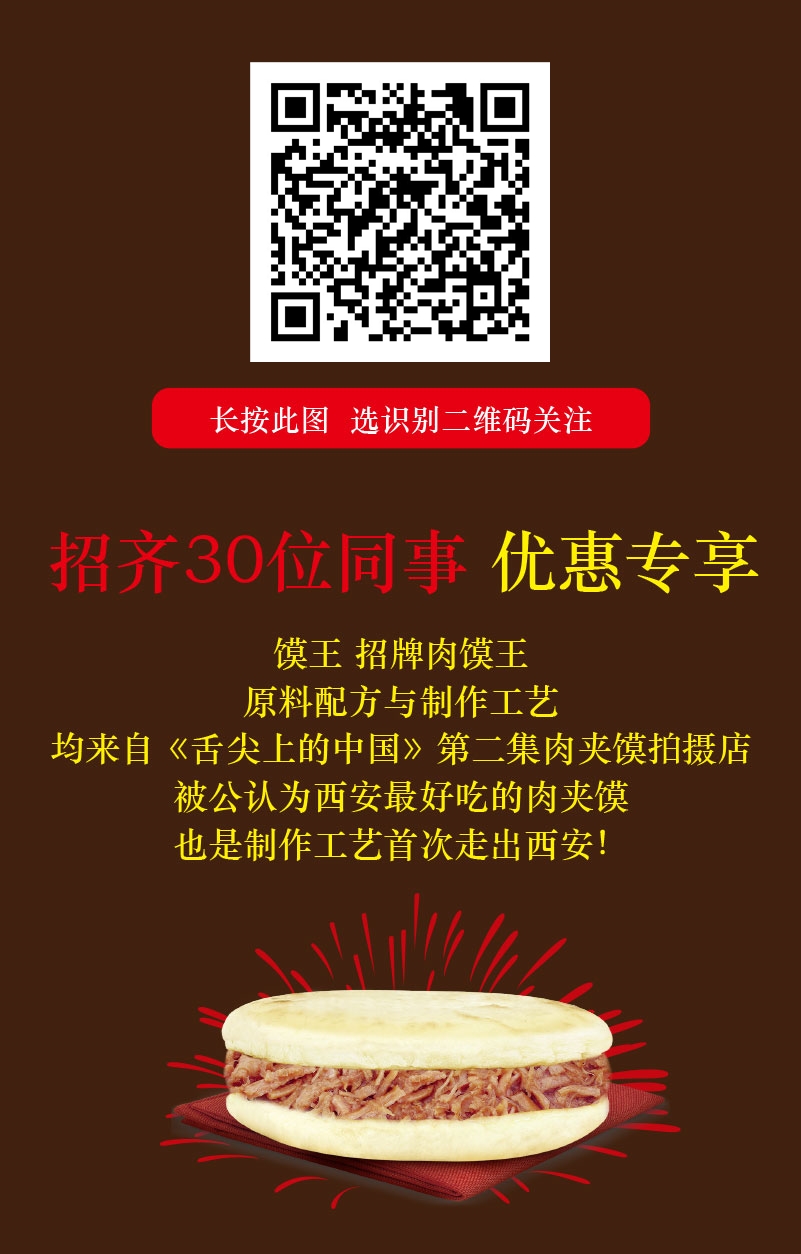 长按此图 选识别二维码关注
招齐30位同事 优惠专享
馍王 招牌肉馍王
原料配方与制作工艺
均来自《舌尖上的中国》第二集肉夹馍拍摄店
被公认为西安最好吃的肉夹馍
也是制作工艺首次走出西安!